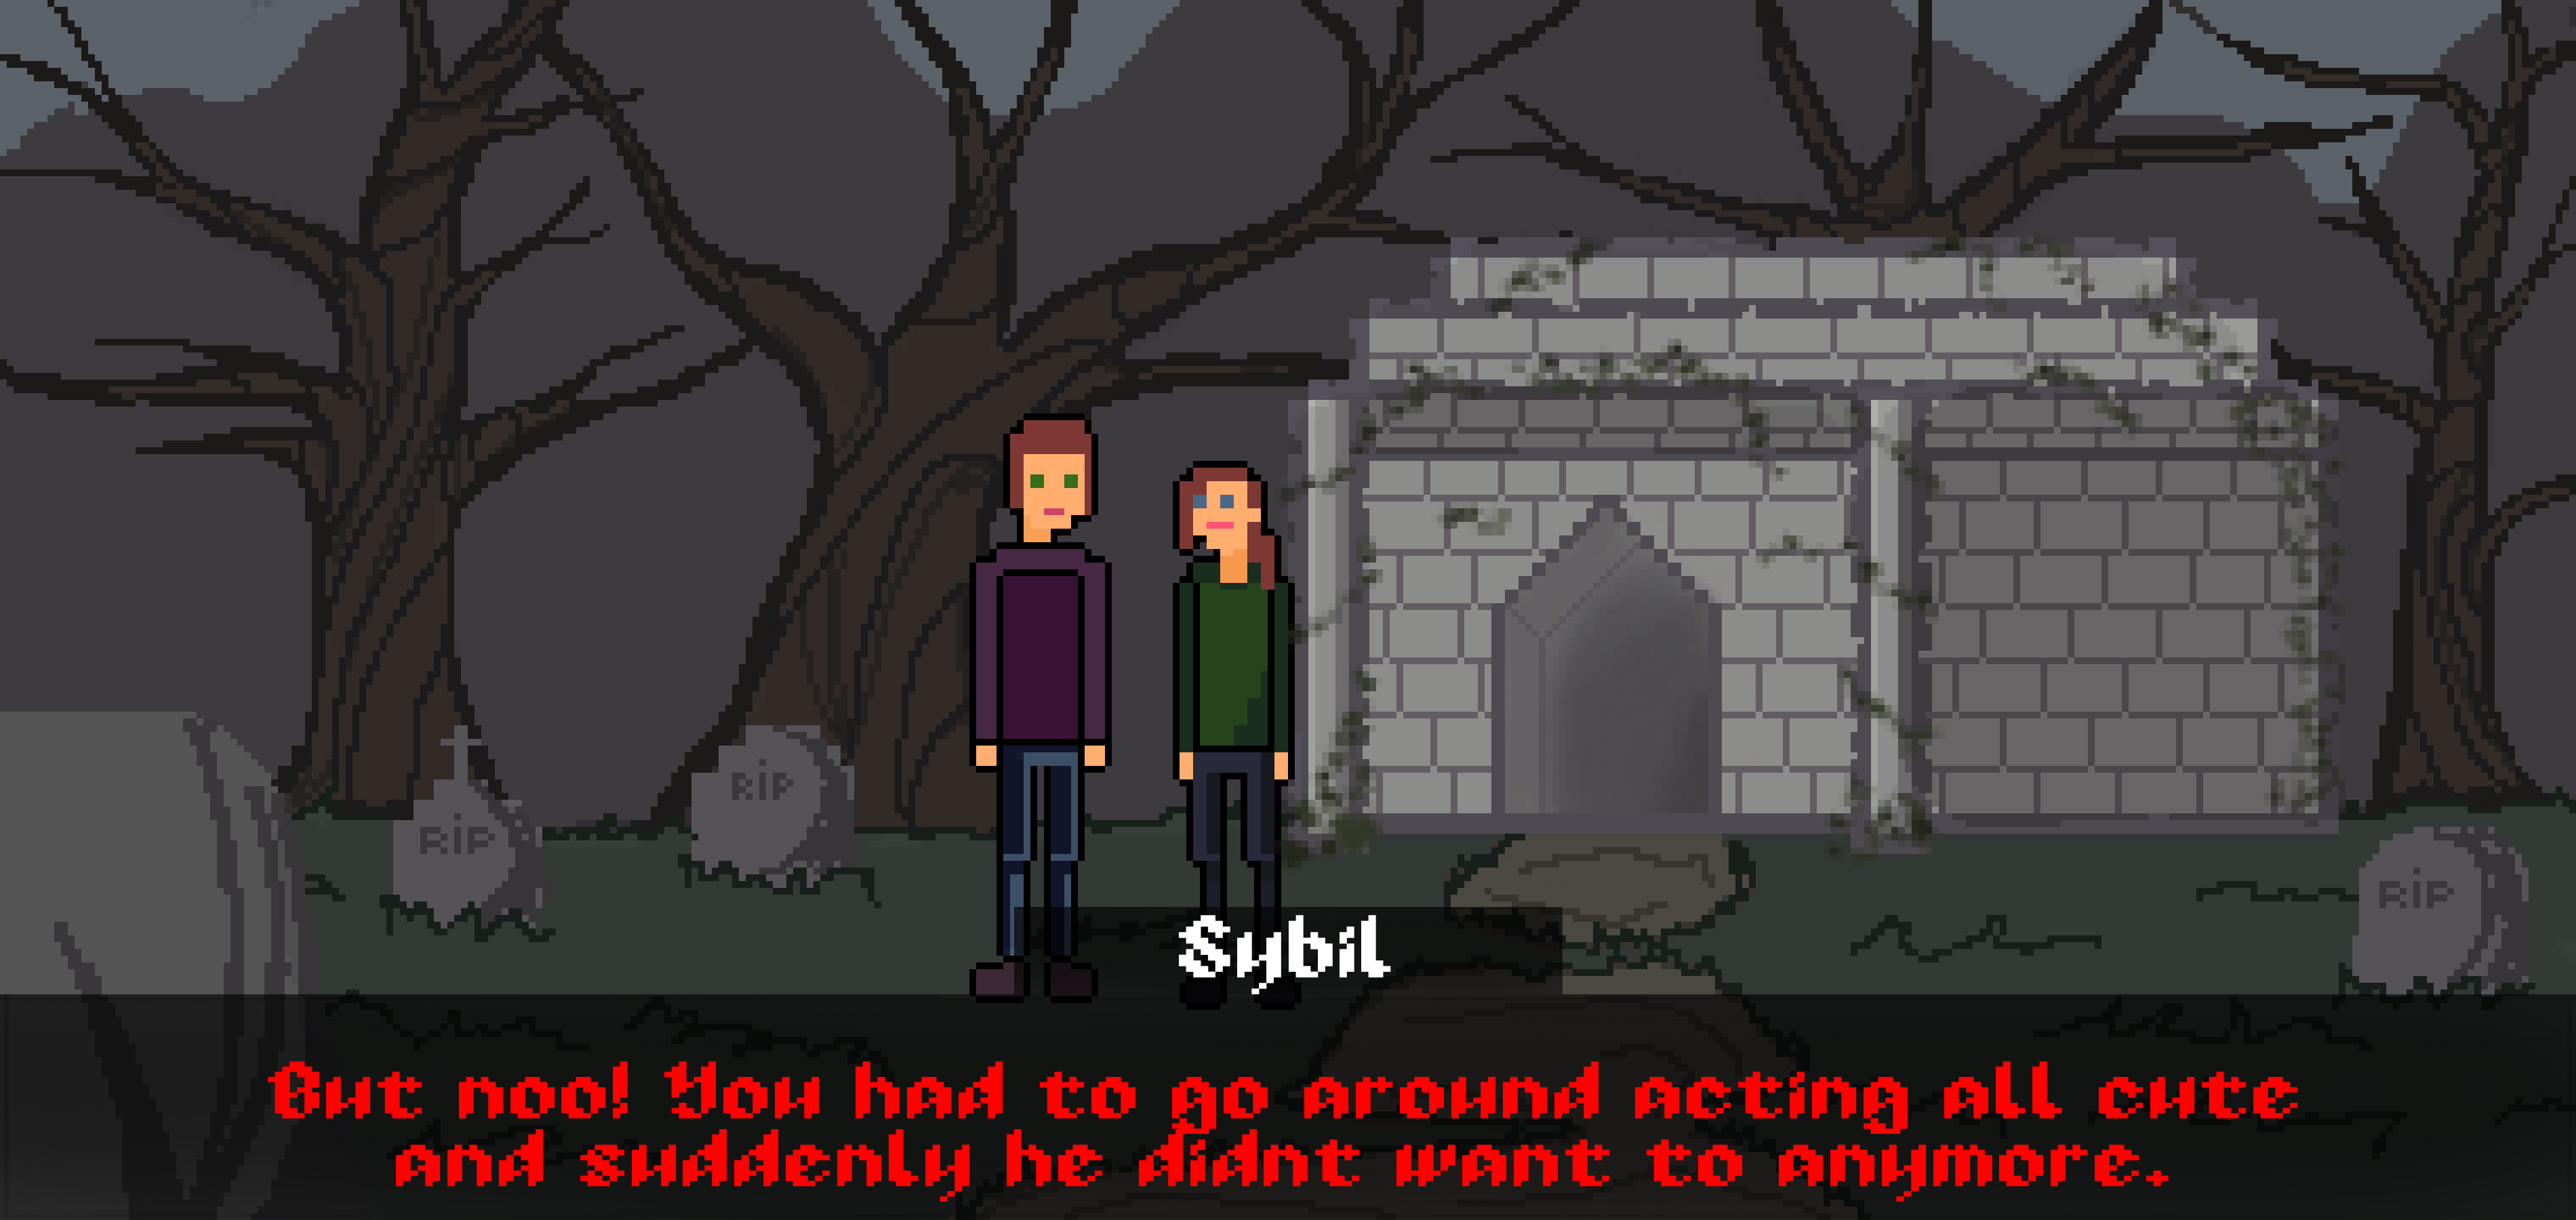 RIP
RIP
RIP
Sybil
But noo! You had to go around acting all cute
and suddenly he didnt want to anymore.